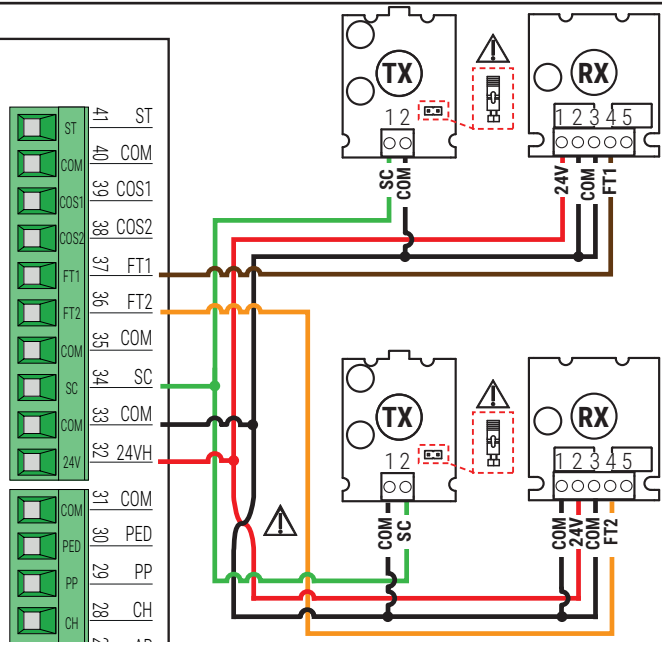 41 ST
ST
40 COM
COM
39 COS1
COS1
38 COS2
COS2
37 FT1
FT1
36 FT2
FT2
35 COM
COM
34 SC
SC
33 COM
COM
32 24VH
24V
31 COM
COM
30 PED
PED
29 PP
PP
28 CH
CH
TX
1 2
SC
COM
RX
1 2 3 4 5
24V
COM
FT1
TX
1 2
COM
SC
RX
1 2 3 4 5
COM
24V
COM
FT2